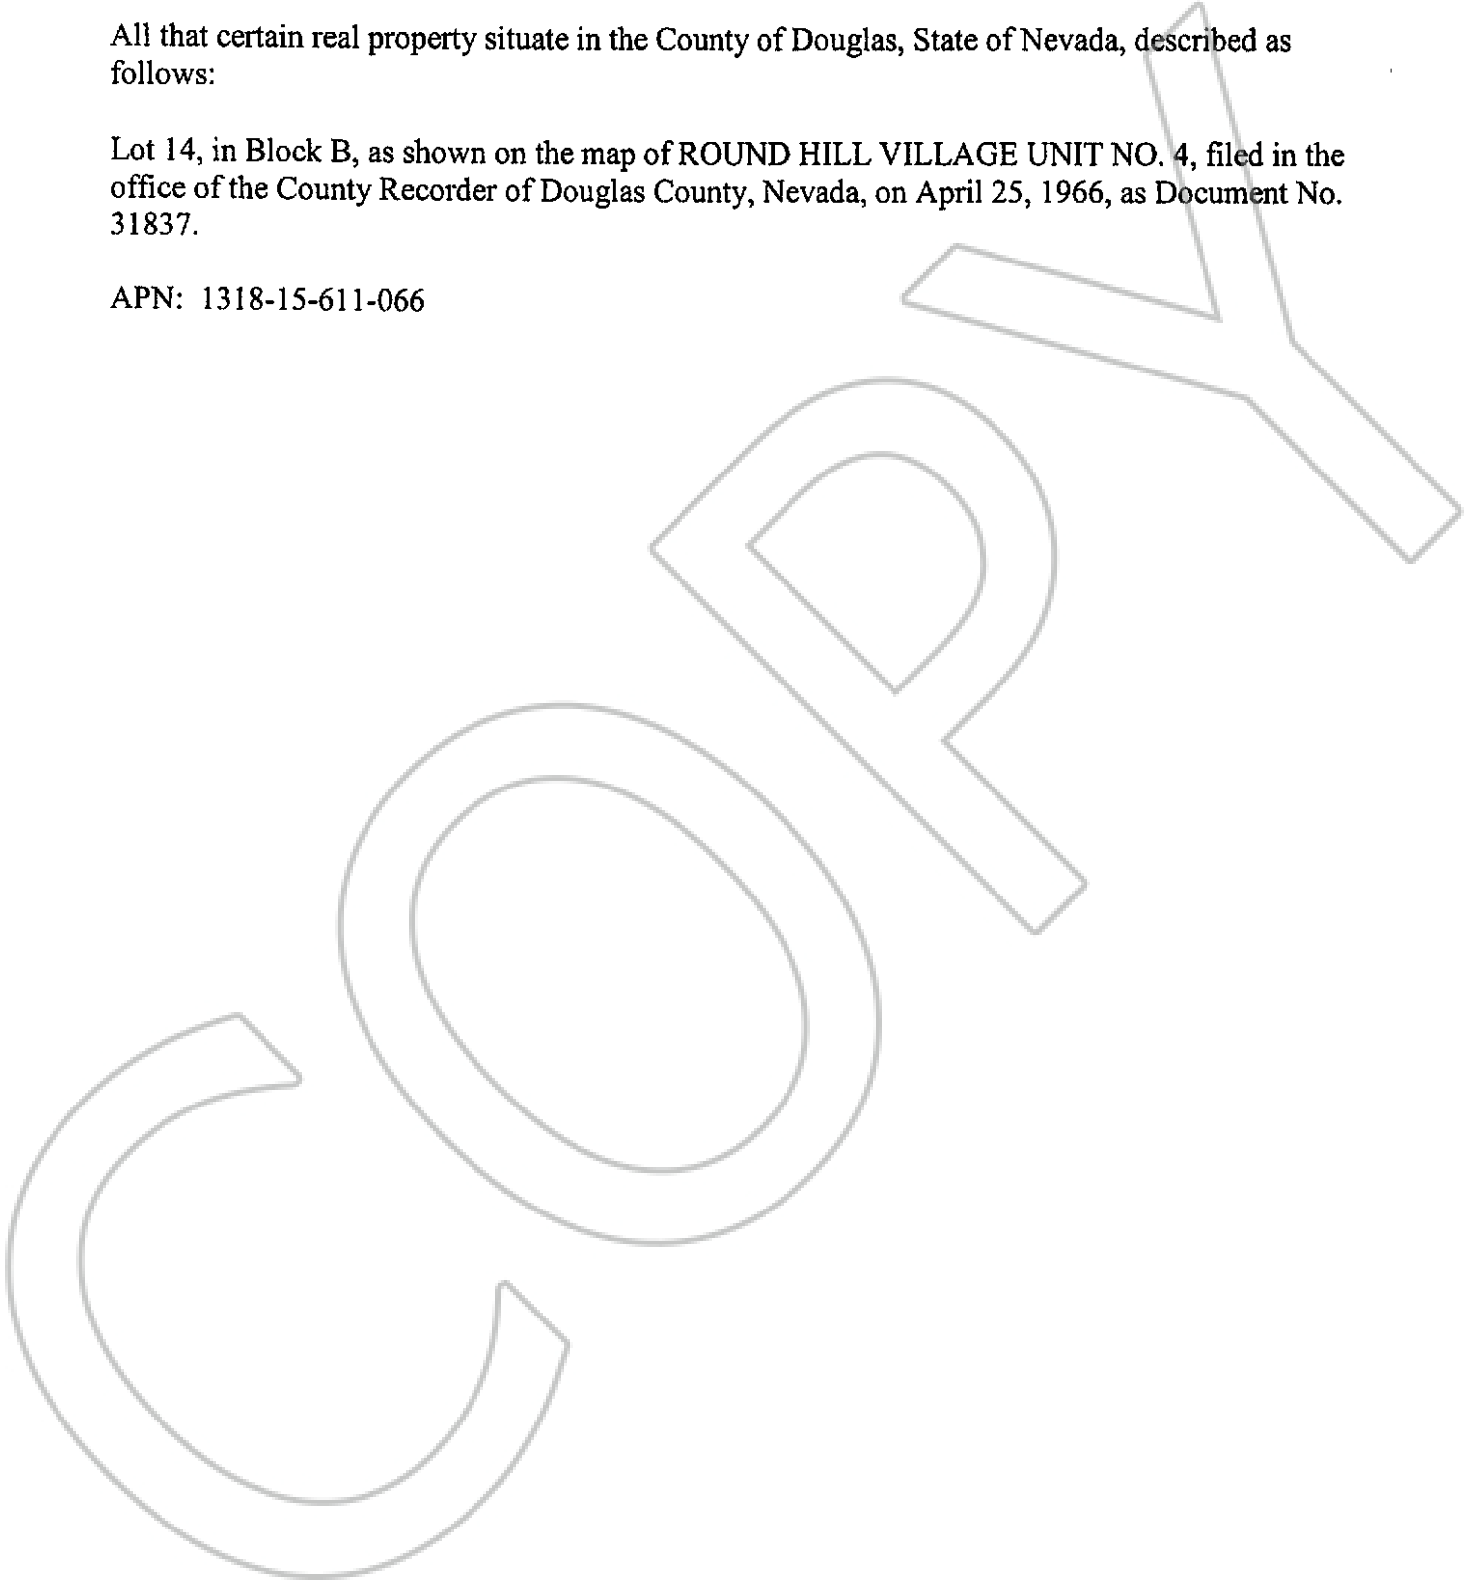 All that certain real property situate in the County of Douglas, State of Nevada, described as
follows:
Lot 14, in Block B, as shown on the map of ROUND HILL VILLAGE UNIT NO. 4, filed in the
office of the County Recorder of Douglas County, Nevada, on April 25, 1966, as Document No.
31837.
APN: 1318-15-611-066
COPY